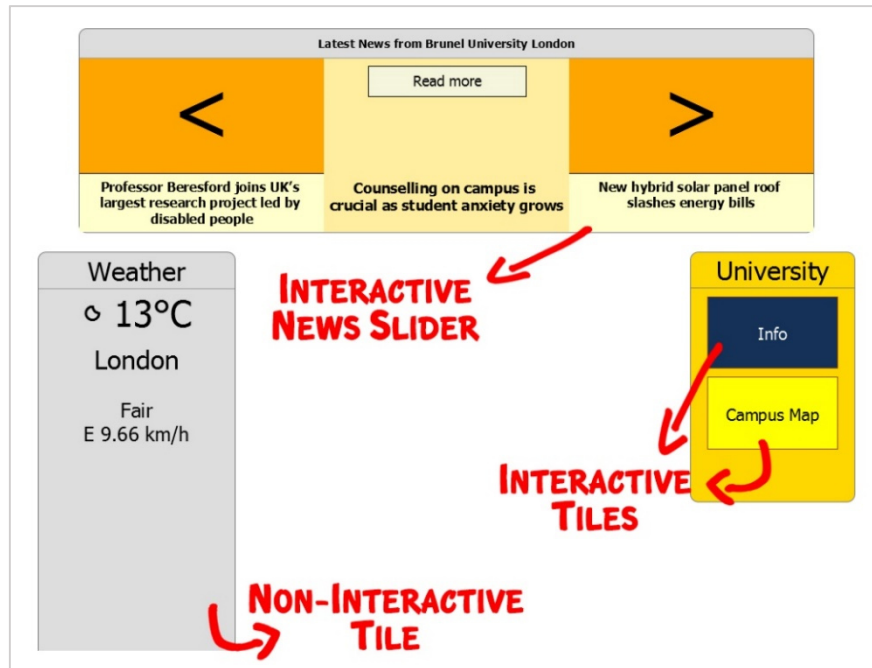 Latest News from Brunel University London
<
Read more
>
Professor Beresford joins UK's
largest research project led by
disabled people
Counselling on campus is
crucial as student anxiety grows
New hybrid solar panel roof
slashes energy bills
Weather
13°C
London
Fair
E 9.66 km/h
INTERACTIVE
NEWS SLIDER
University
Info
Campus Map
INTERACTIVE
TILES
NON-INTERACTIVE
TILE